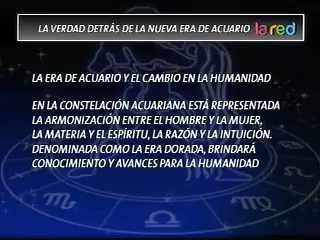 LA VERDAD DETRÁS DE LA NUEVA ERA DE ACUARIO
la red
LA ERA DE ACUARIO Y EL CAMBIO EN LA HUMANIDAD
EN LA CONSTELACIÓN ACUARIANA ESTÁ REPRESENTADA
LA ARMONIZACIÓN ENTRE EL HOMBRE Y LA MUJER,
LA MATERIA Y EL ESPÍRITU, LA RAZÓN Y LA INTUICIÓN.
DENOMINADA COMO LA ERA DORADA, BRINDARÁ
CONOCIMIENTO Y AVANCES PARA LA HUMANIDAD